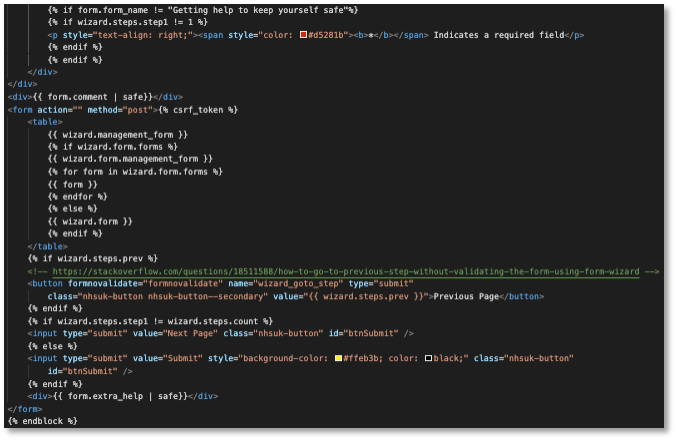 {% if form.form_name != "Getting help to keep yourself safe"%}
{% if wizard.steps.step1 != 1 %}
<p style="text-align: right;"><span style="color: #d5281b"><b>*</b></span> Indicates a required field</p>
{% endif %}
{% endif %}
</div>
</div>
<div>{{ form.comment | safe}}</div>
<form action="" method="post">{% csrf_token %}
<table>
{{ wizard.management_form }}
{% if wizard.form.forms %}
{{ wizard.form.management_form }}
{% for form in wizard.form.forms %}
{{ form }}
{% endfor %}
{% else %}
{{ wizard.form }}
{% endif %}
</table>
{% if wizard.steps.prev %}
<!-- https://stackoverflow.com/questions/18511588/how-to-go-to-previous-step-without-validating-the-form-using-form-wizard -->
<button formnovalidate="formnovalidate" name="wizard_goto_step" type="submit"
class="nhsuk-button nhsuk-button--secondary" value="{{ wizard.steps.prev }}">Previous Page</button>
{% endif %}
{% if wizard.steps.step1 != wizard.steps.count %}
<input type="submit" value="Next Page" class="nhsuk-button" id="btnSubmit" />
{% else %}
<input type="submit" value="Submit" style="background-color: #ffeb3b; color: black;" class="nhsuk-button"
id="btnSubmit" />
{% endif %}
<div>{{ form.extra_help | safe}}</div>
</form>
{% endblock %}